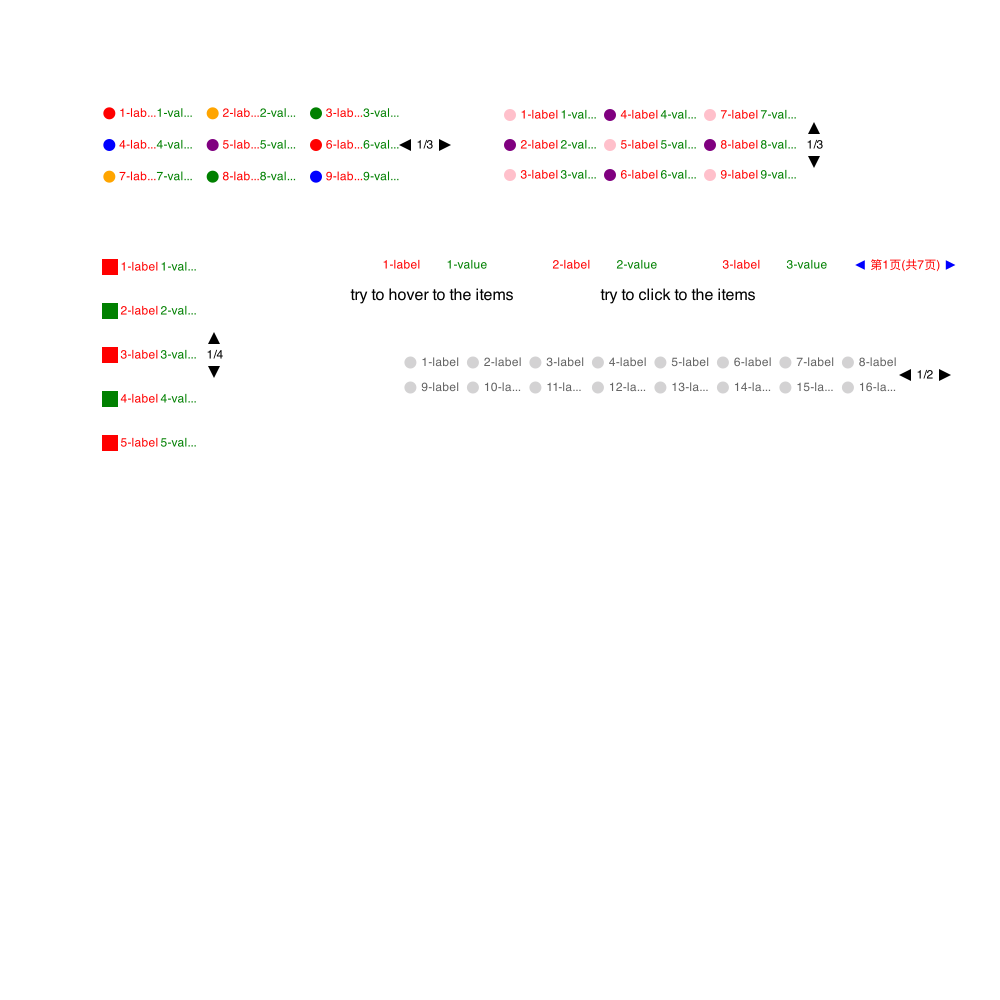 1-lab...1-val... 2-lab...2-val... 3-lab...3-val...
4-lab...4-val... 5-lab...5-val... 6-lab...6-val... 1/3
7-lab...7-val... 8-lab...8-val... 9-lab...9-val...
1-label 1-val... 4-label 4-val... 7-label 7-val...
2-label 2-val... 5-label 5-val... 8-label 8-val... 1/3
3-label 3-val... 6-label 6-val... 9-label 9-val...
1-label 1-val...
2-label 2-val...
3-label 3-val... 1/4
4-label 4-val...
5-label 5-val...
1-label 1-value 2-label 2-value 3-label 3-value 第1页(共7页)
try to hover to the items try to click to the items
1-label 2-label 3-label 4-label 5-label 6-label 7-label 8-label
9-label 10-la... 11-la... 12-la... 13-la... 14-la... 15-la... 16-la... 1/2